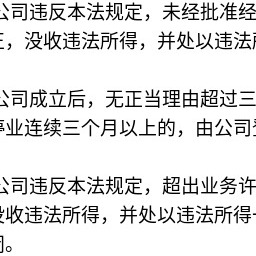 公司违反本法规定，未经批准经
正，没收违法所得，并处以违法
公司成立后，无正当理由超过三
停业连续三个月以上的，由公司
公司违反本法规定，超出业务许
没收违法所得，并处以违法所得
司。